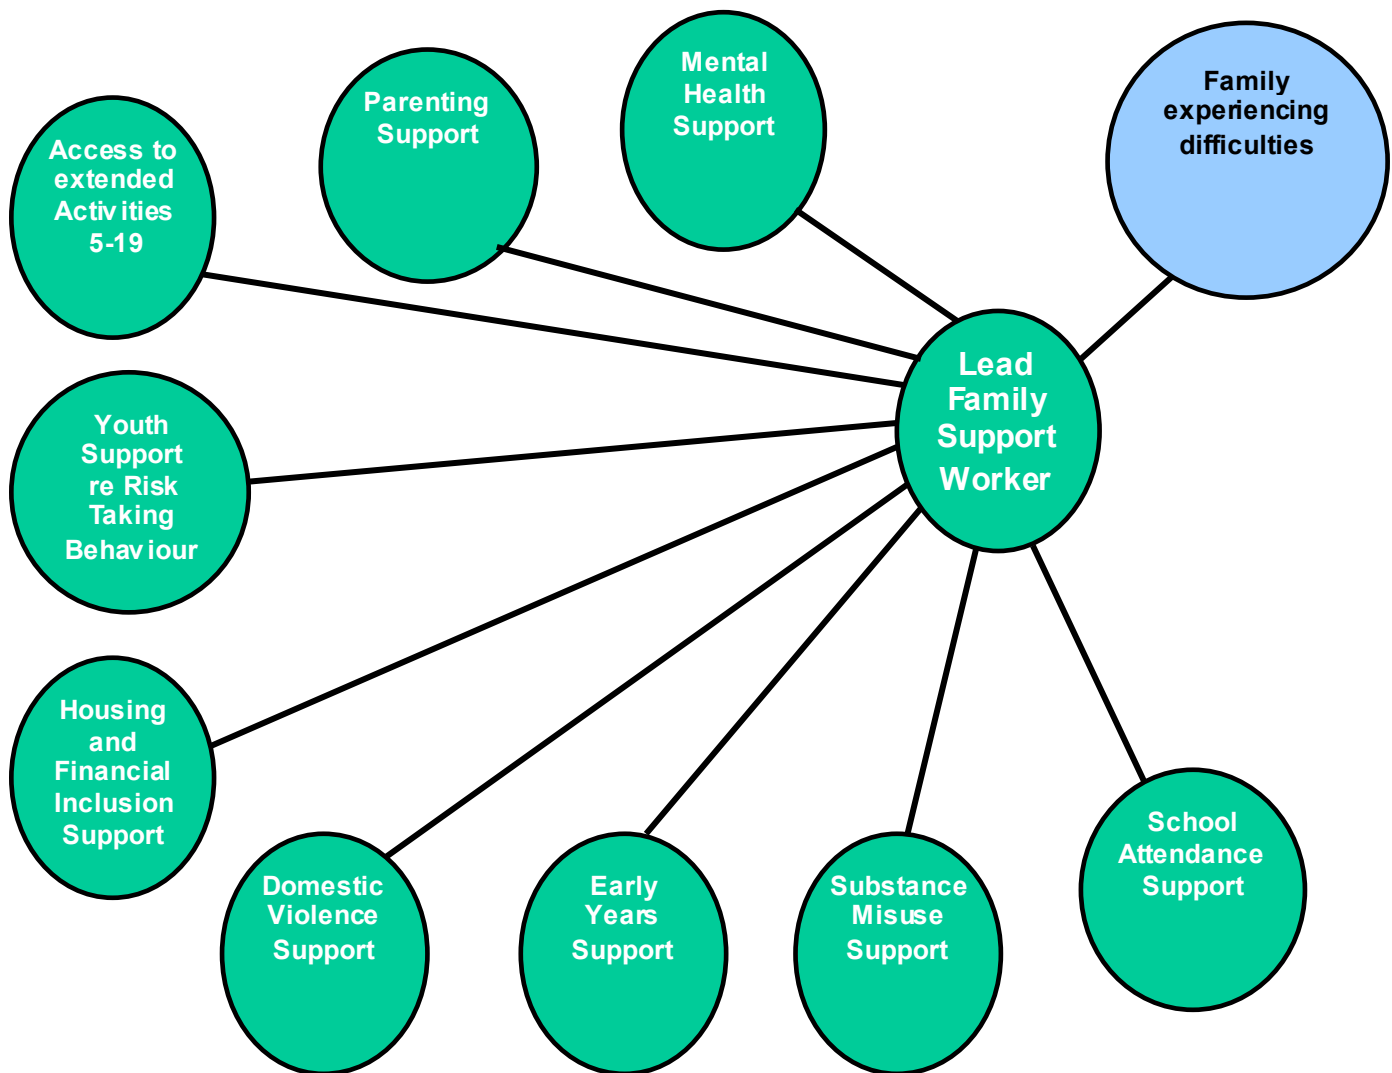 Mental
Health
Support
Family
experiencing
difficulties
Parenting
Support
Access to
extended
Activities
5-19
Lead
Family
Support
Worker
Youth
Support
re Risk
Taking
Behaviour
Housing
and
Financial
Inclusion
Support
School
Attendance
Support
Domestic
Violence
Support
Early
Years
Support
Substance
Misuse
Support